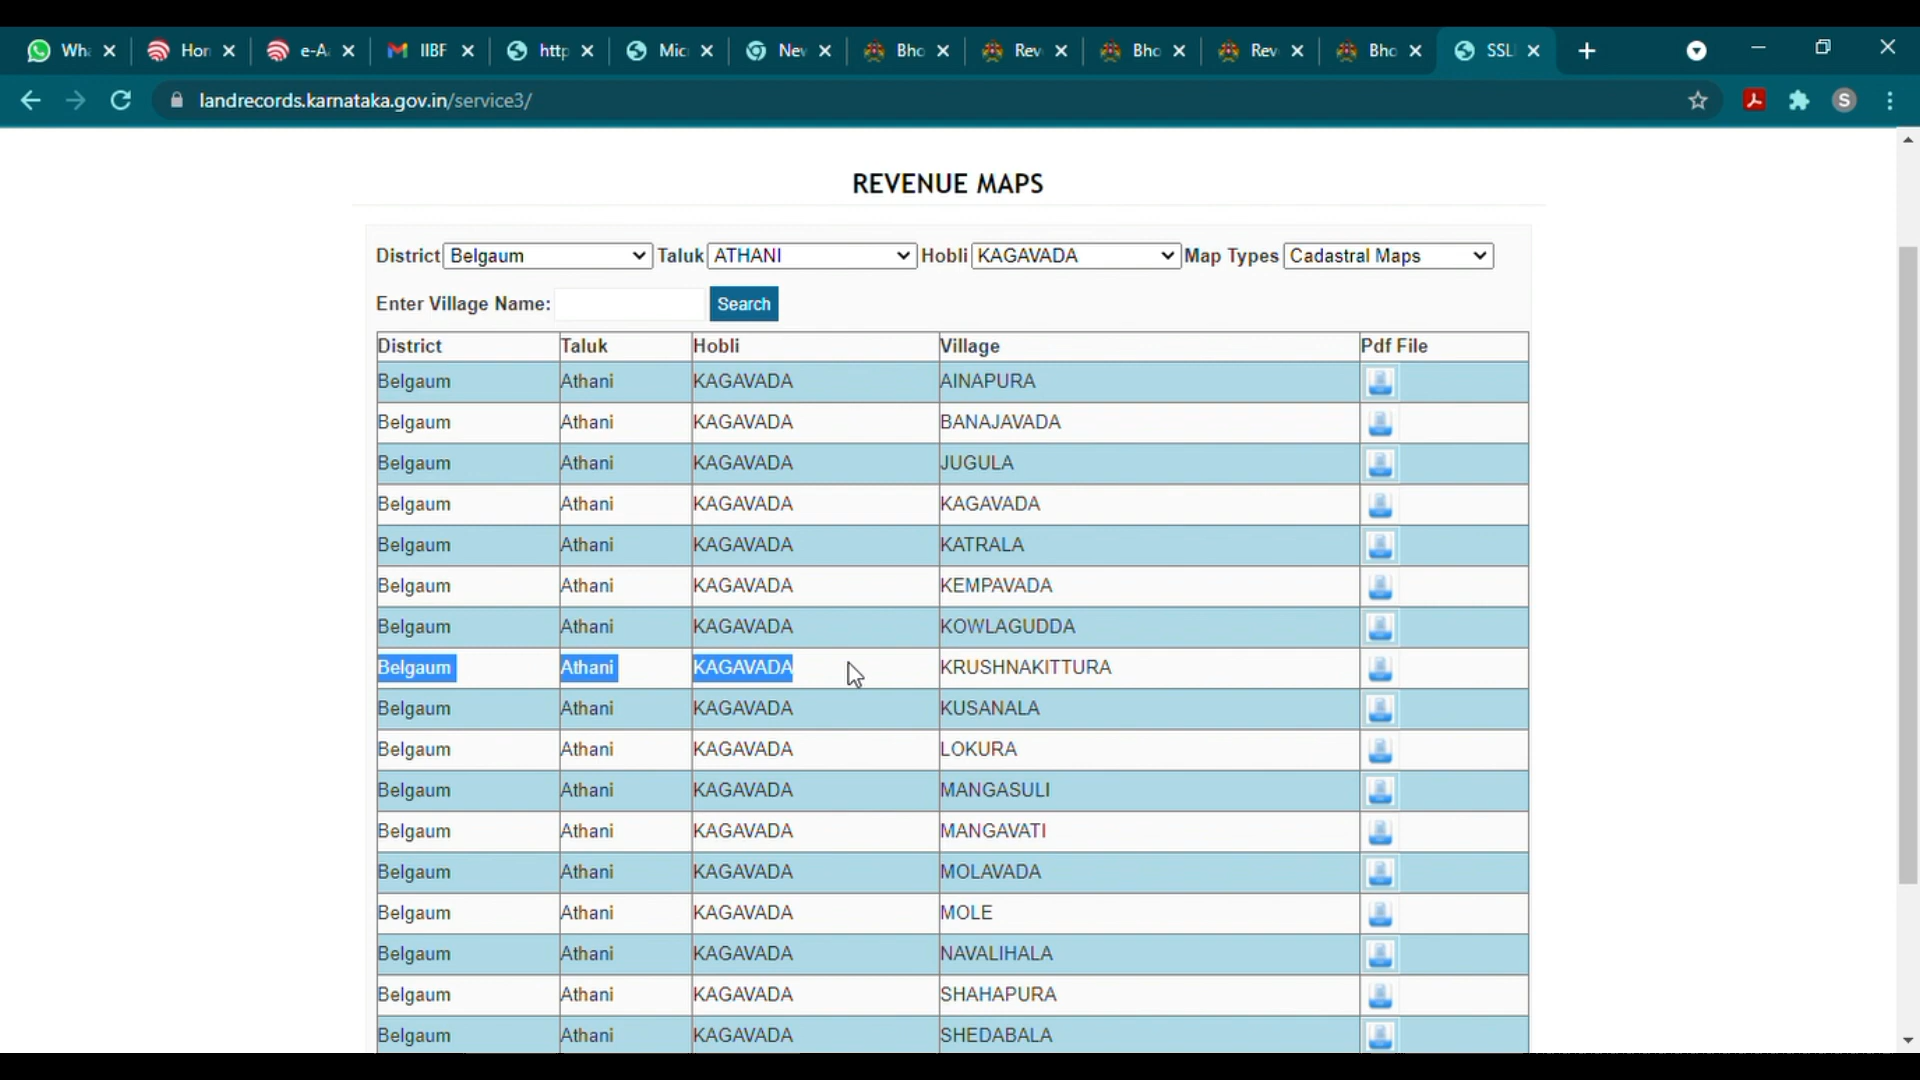 Wh Hon e-A IIBF http Mic New Bho Rev Bho Rev Bho SSL
landrecords.karnataka.gov.in/service3/ S
REVENUE MAPS
District Belgaum Taluk ATHANI Hobli KAGAVADA Map Types Cadastral Maps
Enter Village Name: Search
District Taluk Hobli Village Pdf File
Belgaum Athani KAGAVADA AINAPURA
Belgaum Athani KAGAVADA BANAJAVADA
Belgaum Athani KAGAVADA JUGULA
Belgaum Athani KAGAVADA KAGAVADA
Belgaum Athani KAGAVADA KATRALA
Belgaum Athani KAGAVADA KEMPAVADA
Belgaum Athani KAGAVADA KOWLAGUDDA
Belgaum Athani KAGAVADA KRUSHNAKITTURA
Belgaum Athani KAGAVADA KUSANALA
Belgaum Athani KAGAVADA LOKURA
Belgaum Athani KAGAVADA MANGASULI
Belgaum Athani KAGAVADA MANGAVATI
Belgaum Athani KAGAVADA MOLAVADA
Belgaum Athani KAGAVADA MOLE
Belgaum Athani KAGAVADA NAVALIHALA
Belgaum Athani KAGAVADA SHAHAPURA
Belgaum Athani KAGAVADA SHEDABALA